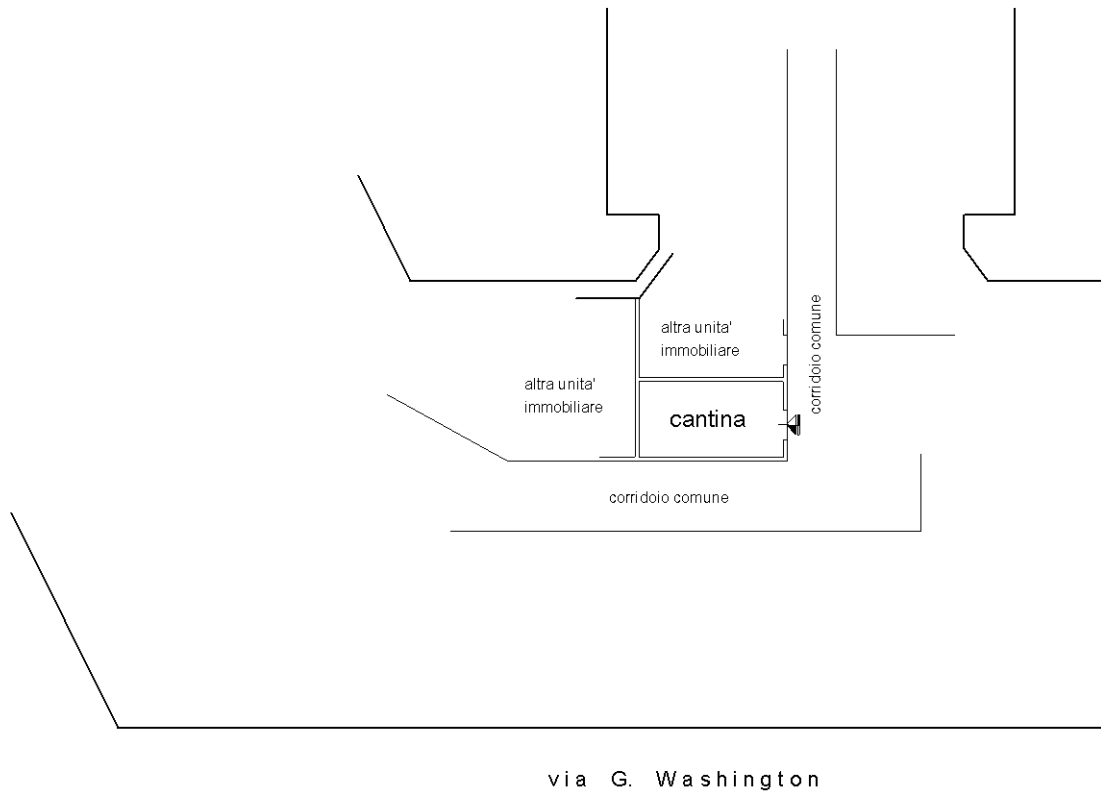 altra unita'
immobiliare
corridoio comune
altra unita'
immobiliare
cantina
corridoio comune
via G. Washington